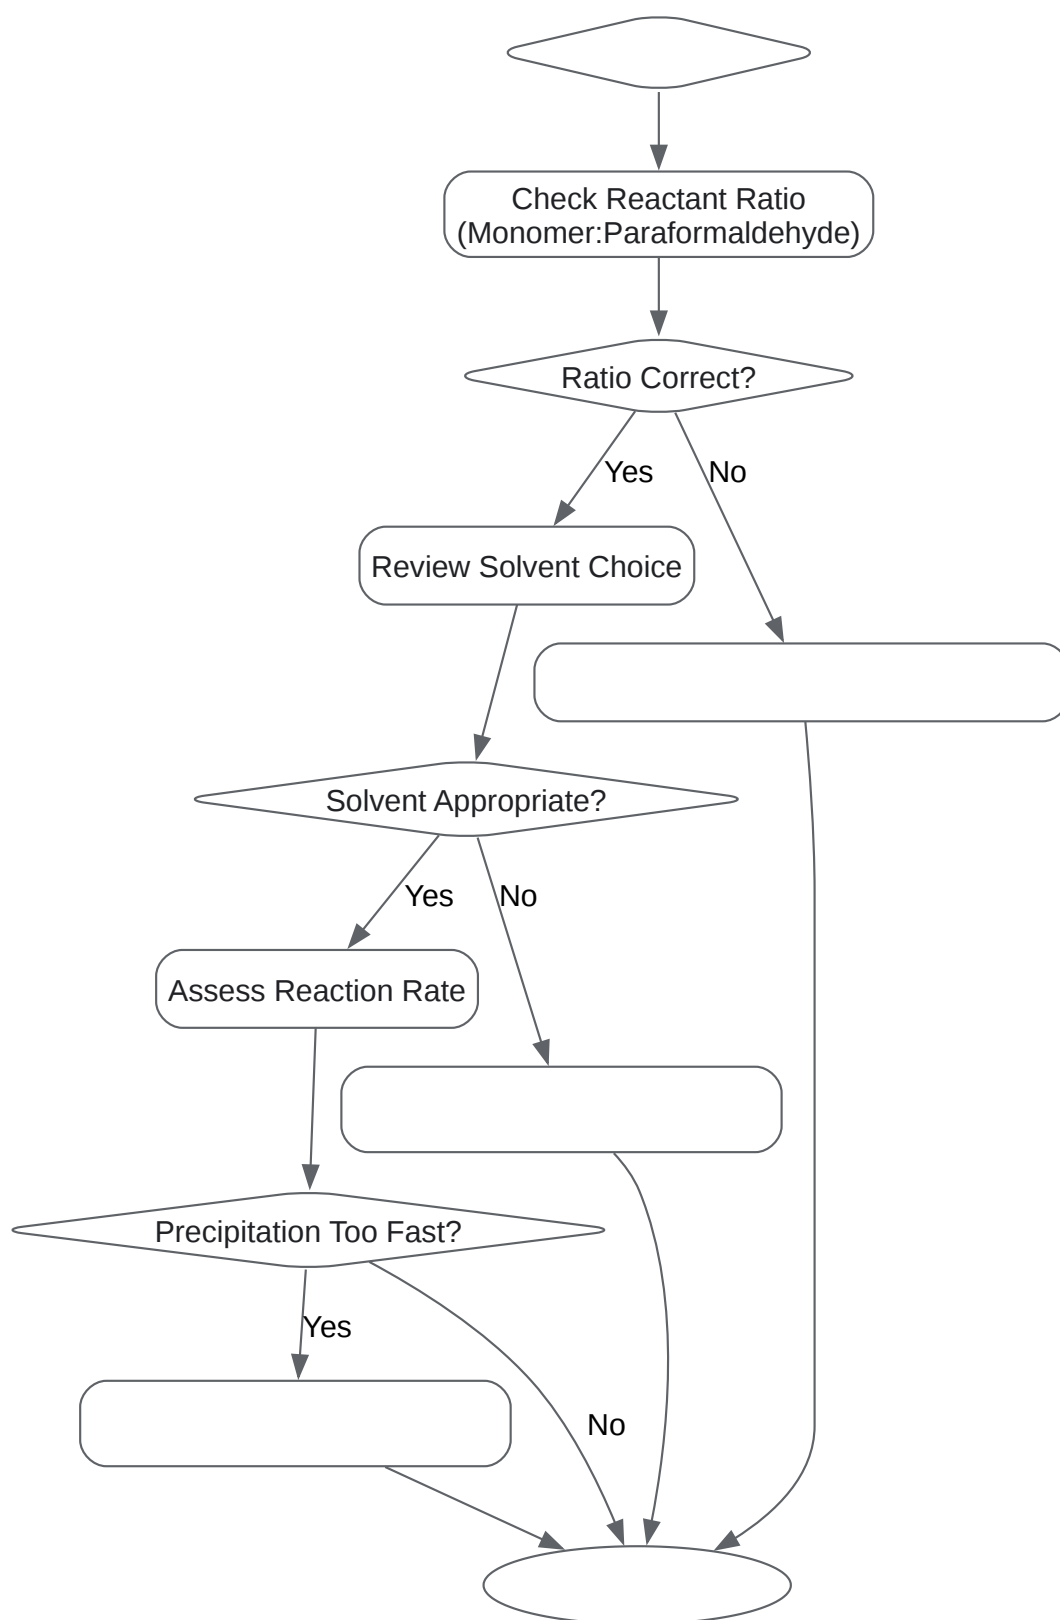 Check Reactant Ratio
(Monomer:Paraformaldehyde)
Ratio Correct?
Yes
No
Review Solvent Choice
Solvent Appropriate?
Yes
No
Assess Reaction Rate
Precipitation Too Fast?
Yes
No